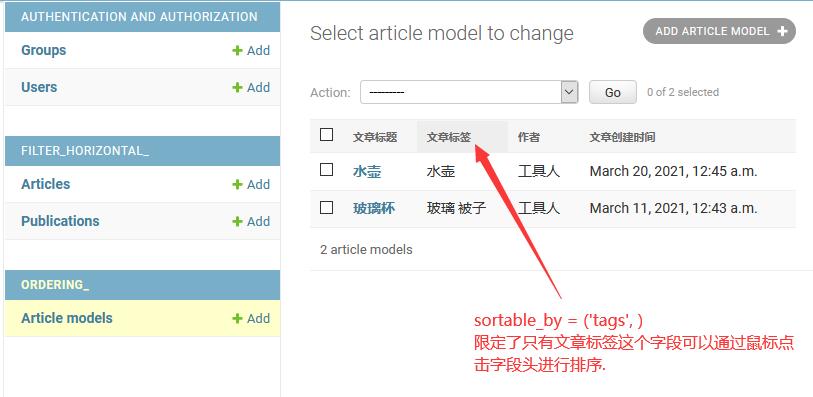 AUTHENTICATION AND AUTHORIZATION
Groups
Add
Users
Add
FILTER_HORIZONTAL_
Articles
Add
Publications
Add
ORDERING_
Article models
Add
Select article model to change
ADD ARTICLE MODEL
Action:
---------
Go
0 of 2 selected
文章标题 文章标签 作者 文章创建时间
水壶 水壶 工具人 March 20, 2021, 12:45 a.m.
玻璃杯 玻璃 被子 工具人 March 11, 2021, 12:43 a.m.
2 article models
sortable_by = ('tags', )
限定了只有文章标签这个字段可以通过鼠标点
击字段头进行排序.